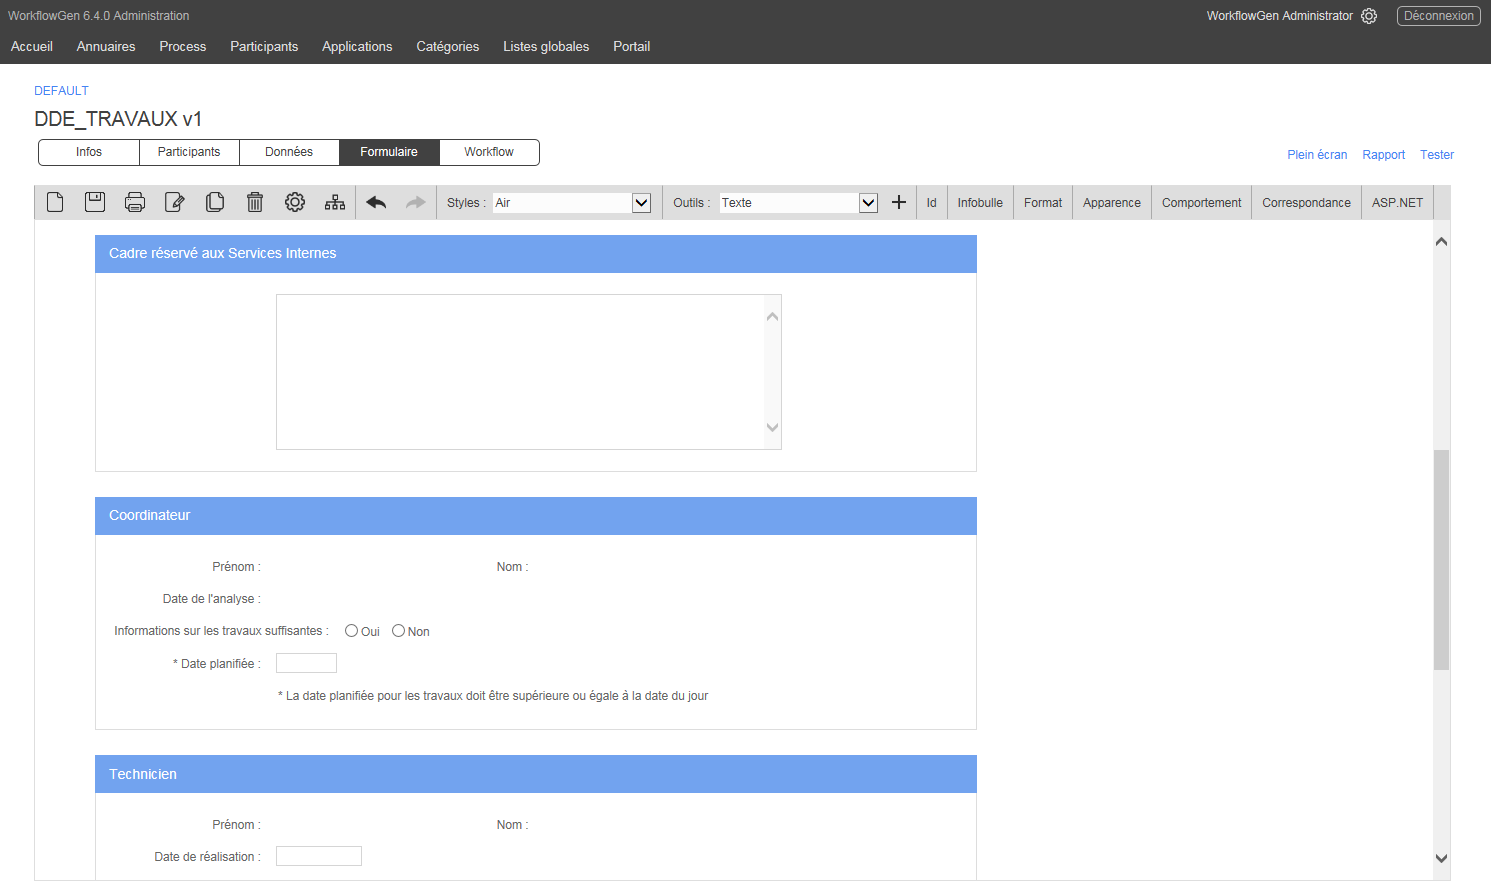 WorkflowGen 6.4.0 Administration
WorkflowGen Administrator
Déconnexion
Accueil Annuaires Process Participants Applications Catégories Listes globales Portail
DEFAULT
DDE_TRAVAUX v1
Infos Participants Données Formulaire Workflow
Plein écran Rapport Tester
Styles : Air Outils : Texte Id Infobulle Format Apparence Comportement Correspondance ASP.NET
Cadre réservé aux Services Internes
Coordinateur
Prénom : Nom :
Date de l'analyse :
Informations sur les travaux suffisantes : Oui Non
* Date planifiée :
* La date planifiée pour les travaux doit être supérieure ou égale à la date du jour
Technicien
Prénom : Nom :
Date de réalisation :